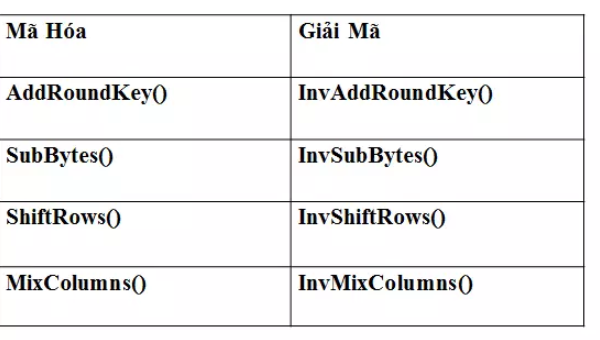 Mã Hóa Giải Mã
AddRoundKey() InvAddRoundKey()
SubBytes() InvSubBytes()
ShiftRows() InvShiftRows()
MixColumns() InvMixColumns()